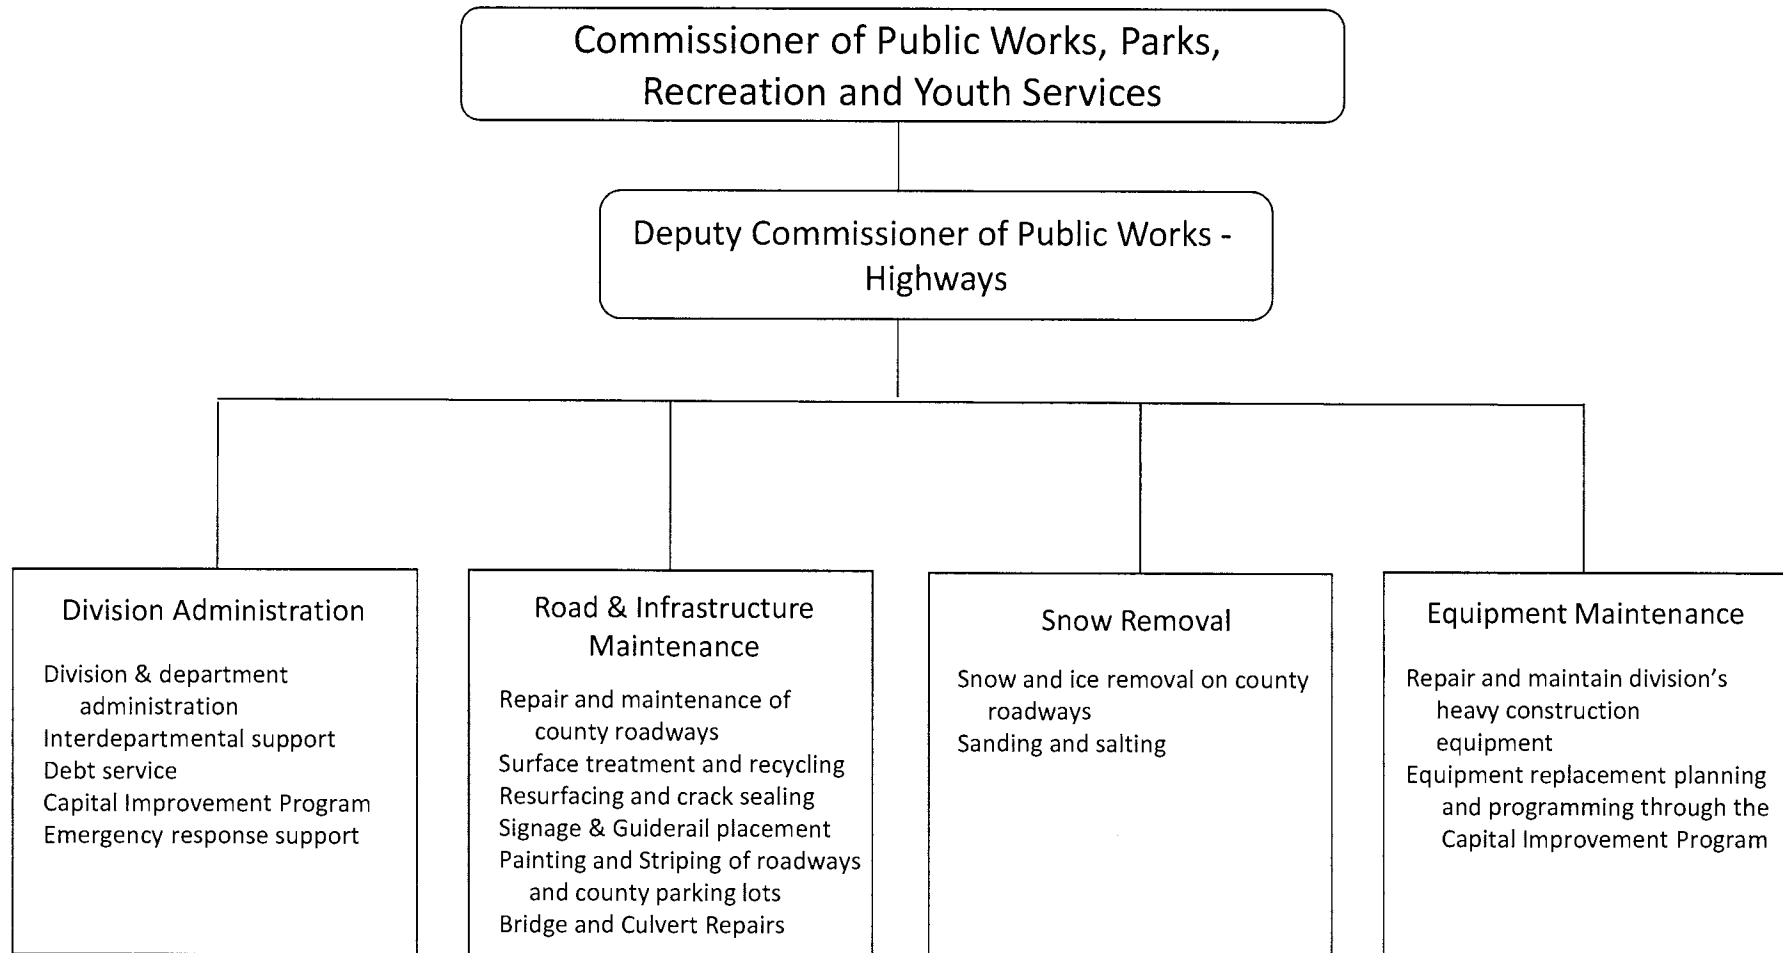 Commissioner of Public Works, Parks,
Recreation and Youth Services
Deputy Commissioner of Public Works -
Highways
Division Administration
Division & department
administration
Interdepartmental support
Debt service
Capital Improvement Program
Emergency response support
Road & Infrastructure
Maintenance
Repair and maintenance of
county roadways
Surface treatment and recycling
Resurfacing and crack sealing
Signage & Guiderail placement
Painting and Striping of roadways
and county parking lots
Bridge and Culvert Repairs
Snow Removal
Snow and ice removal on county
roadways
Sanding and salting
Equipment Maintenance
Repair and maintain division's
heavy construction
equipment
Equipment replacement planning
and programming through the
Capital Improvement Program